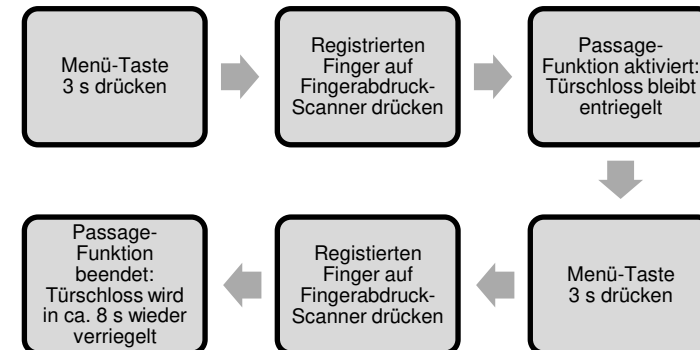 Menü-Taste
3 s drücken
Registrierten
Finger auf
Fingerabdruck-
Scanner drücken
Passage-
Funktion aktiviert:
Türschloss bleibt
entriegelt
Menü-Taste
3 s drücken
Registierten
Finger auf
Fingerabdruck-
Scanner drücken
Passage-
Funktion
beendet:
Türschloss wird
in ca. 8 s wieder
verriegelt